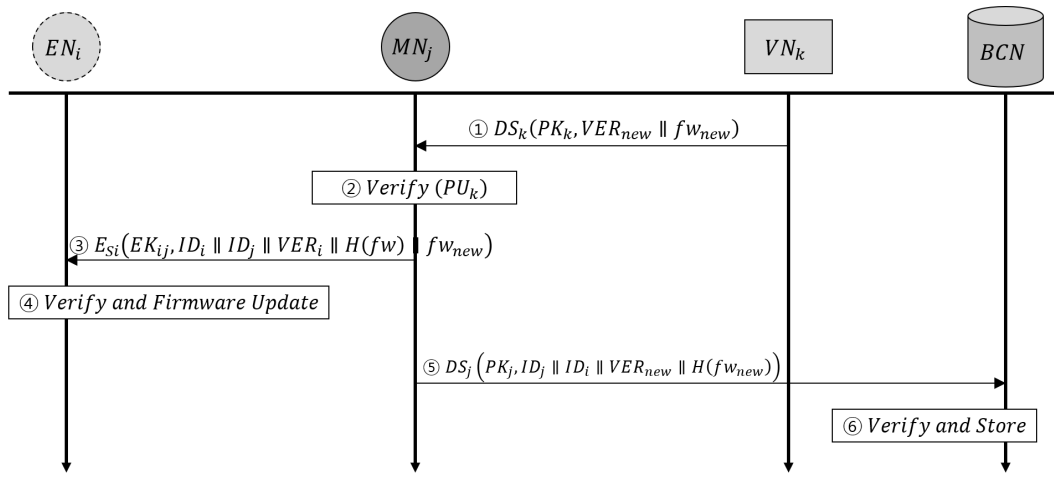 EN_i
MN_j
VN_k
BCN
① DS_k(PK_k, VER_new ∥ fw_new)
② Verify (PU_k)
③ E_Si(EK_ij, ID_i ∥ ID_j ∥ VER_i ∥ H(fw) ∥ fw_new)
④ Verify and Firmware Update
⑤ DS_j(PK_j, ID_j ∥ ID_i ∥ VER_new ∥ H(fw_new))
⑥ Verify and Store